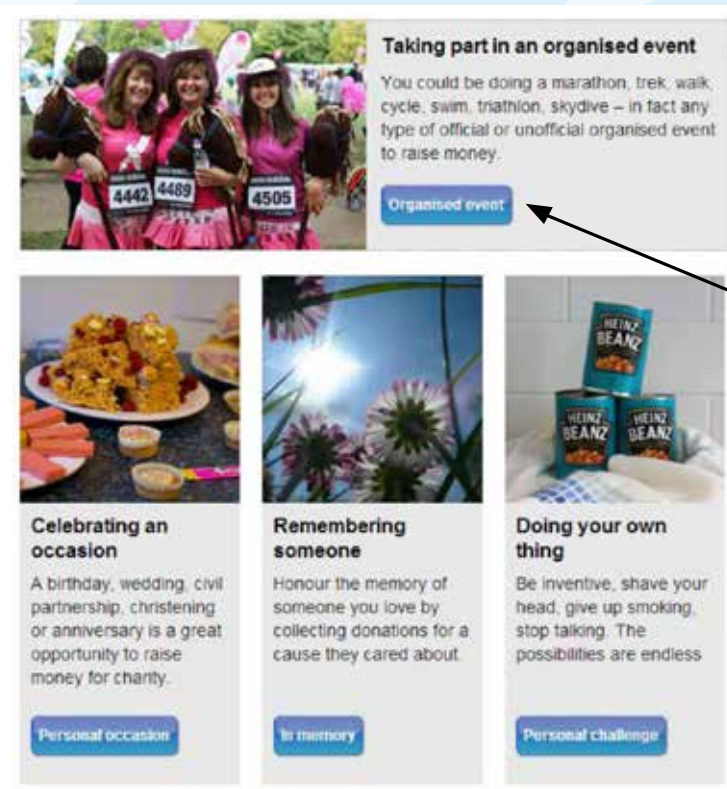 Taking part in an organised event
You could be doing a marathon, trek, walk,
cycle, swim, triathlon, skydive – in fact any
type of official or unofficial organised event
to raise money.
Organised event
4442
4489
4505
HEINZ
BEANZ
HEINZ
BEANZ
HEINZ
BEANZ
Celebrating an
occasion
A birthday, wedding, civil
partnership, christening
or anniversary is a great
opportunity to raise
money for charity.
Personal occasion
Remembering
someone
Honour the memory of
someone you love by
collecting donations for a
cause they cared about.
In memory
Doing your own
thing
Be inventive, shave your
head, give up smoking,
stop talking. The
possibilities are endless
Personal challenge